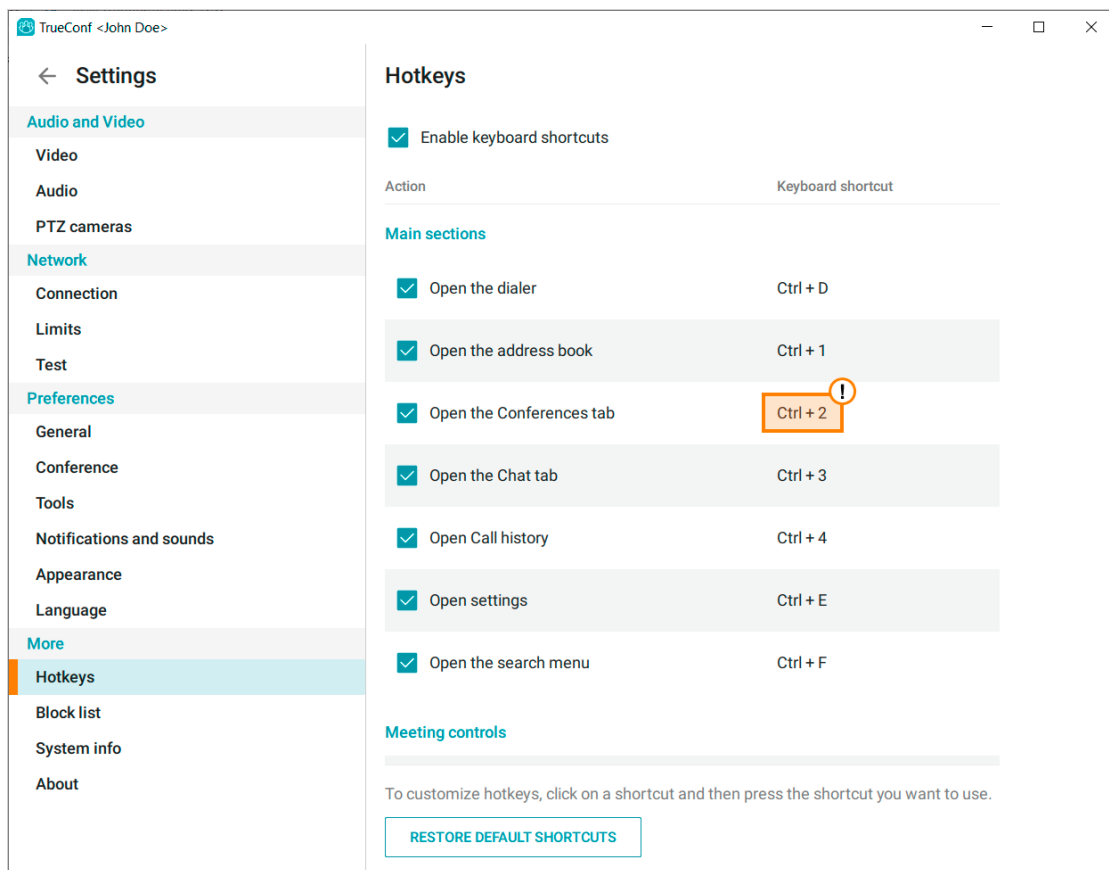 TrueConf <John Doe>
Settings
Audio and Video
Video
Audio
PTZ cameras
Network
Connection
Limits
Test
Preferences
General
Conference
Tools
Notifications and sounds
Appearance
Language
More
Hotkeys
Block list
System info
About
Hotkeys
Enable keyboard shortcuts
Action Keyboard shortcut
Main sections
Open the dialer Ctrl + D
Open the address book Ctrl + 1
Open the Conferences tab Ctrl + 2 !
Open the Chat tab Ctrl + 3
Open Call history Ctrl + 4
Open settings Ctrl + E
Open the search menu Ctrl + F
Meeting controls
To customize hotkeys, click on a shortcut and then press the shortcut you want to use.
RESTORE DEFAULT SHORTCUTS